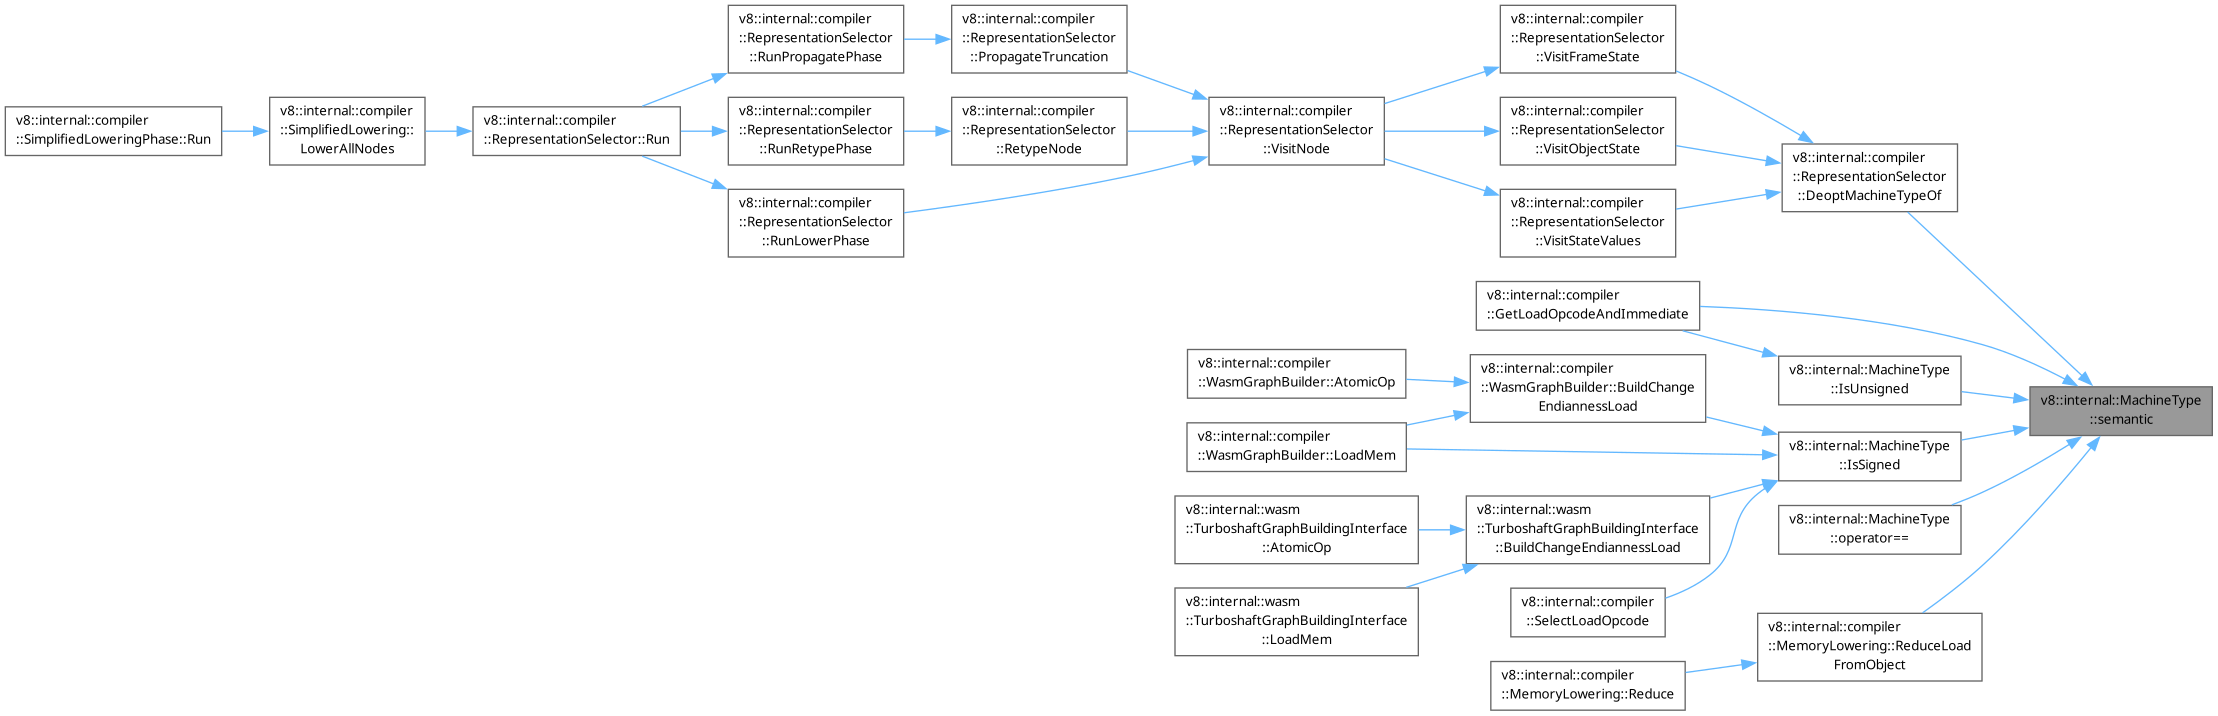 v8::internal::compiler
::SimplifiedLoweringPhase::Run
v8::internal::compiler
::SimplifiedLowering::
LowerAllNodes
v8::internal::compiler
::RepresentationSelector::Run
v8::internal::compiler
::RepresentationSelector
::RunPropagatePhase
v8::internal::compiler
::RepresentationSelector
::RunRetypePhase
v8::internal::compiler
::RepresentationSelector
::RunLowerPhase
v8::internal::compiler
::RepresentationSelector
::PropagateTruncation
v8::internal::compiler
::RepresentationSelector
::RetypeNode
v8::internal::compiler
::RepresentationSelector
::VisitNode
v8::internal::compiler
::RepresentationSelector
::VisitFrameState
v8::internal::compiler
::RepresentationSelector
::VisitObjectState
v8::internal::compiler
::RepresentationSelector
::VisitStateValues
v8::internal::compiler
::RepresentationSelector
::DeoptMachineTypeOf
v8::internal::compiler
::GetLoadOpcodeAndImmediate
v8::internal::compiler
::WasmGraphBuilder::AtomicOp
v8::internal::compiler
::WasmGraphBuilder::BuildChange
EndiannessLoad
v8::internal::MachineType
::IsUnsigned
v8::internal::MachineType
::semantic
v8::internal::compiler
::WasmGraphBuilder::LoadMem
v8::internal::MachineType
::IsSigned
v8::internal::wasm
::TurboshaftGraphBuildingInterface
::AtomicOp
v8::internal::wasm
::TurboshaftGraphBuildingInterface
::BuildChangeEndiannessLoad
v8::internal::MachineType
::operator==
v8::internal::wasm
::TurboshaftGraphBuildingInterface
::LoadMem
v8::internal::compiler
::SelectLoadOpcode
v8::internal::compiler
::MemoryLowering::ReduceLoad
FromObject
v8::internal::compiler
::MemoryLowering::Reduce